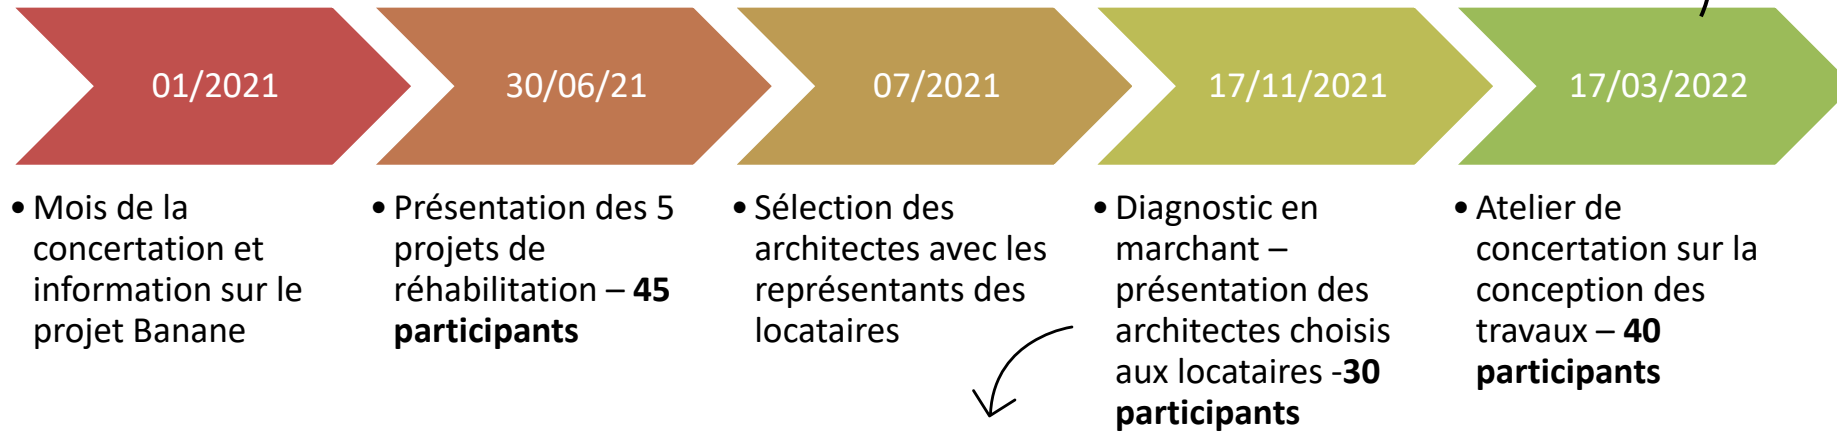 01/2021
30/06/21
07/2021
17/11/2021
17/03/2022
• Mois de la
concertation et
information sur le
projet Banane
• Présentation des 5
projets de
réhabilitation – 45
participants
• Sélection des
architectes avec les
représentants des
locataires
• Diagnostic en
marchant –
présentation des
architectes choisis
aux locataires -30
participants
• Atelier de
concertation sur la
conception des
travaux – 40
participants